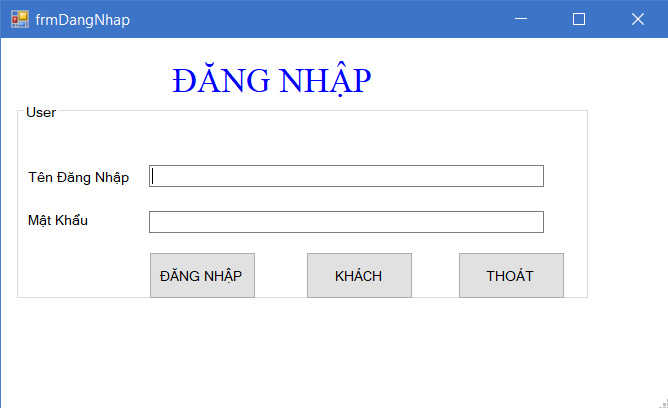 frmDangNhap
ĐĂNG NHẬP
User
Tên Đăng Nhập
Mật Khẩu
ĐĂNG NHẬP KHÁCH THOÁT